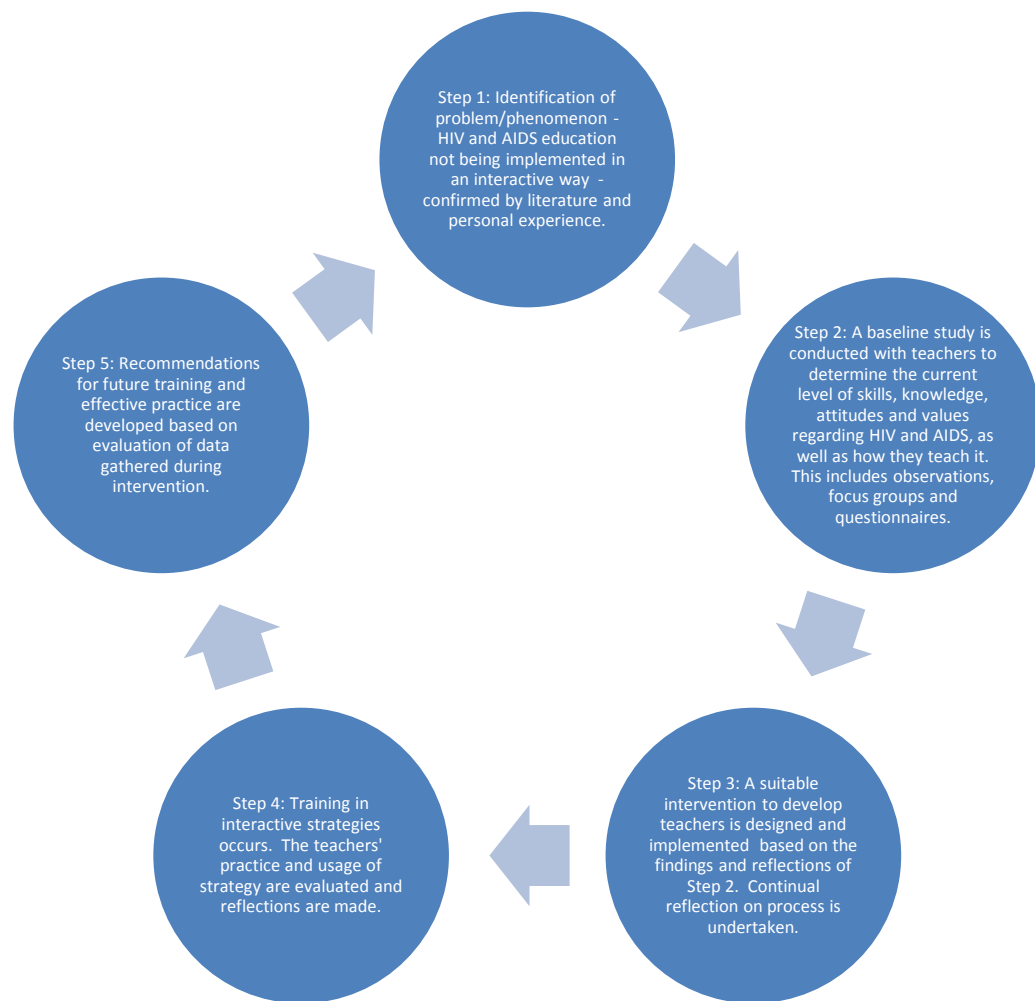 Step 1: Identification of
problem/phenomenon -
HIV and AIDS education
not being implemented in
an interactive way -
confirmed by literature and
personal experience.
Step 2: A baseline study is
conducted with teachers to
determine the current
level of skills, knowledge,
attitudes and values
regarding HIV and AIDS, as
well as how they teach it.
This includes observations,
focus groups and
questionnaires.
Step 3: A suitable
intervention to develop
teachers is designed and
implemented based on the
findings and reflections of
Step 2. Continual
reflection on process is
undertaken.
Step 4: Training in
interactive strategies
occurs. The teachers'
practice and usage of
strategy are evaluated and
reflections are made.
Step 5: Recommendations
for future training and
effective practice are
developed based on
evaluation of data
gathered during
intervention.